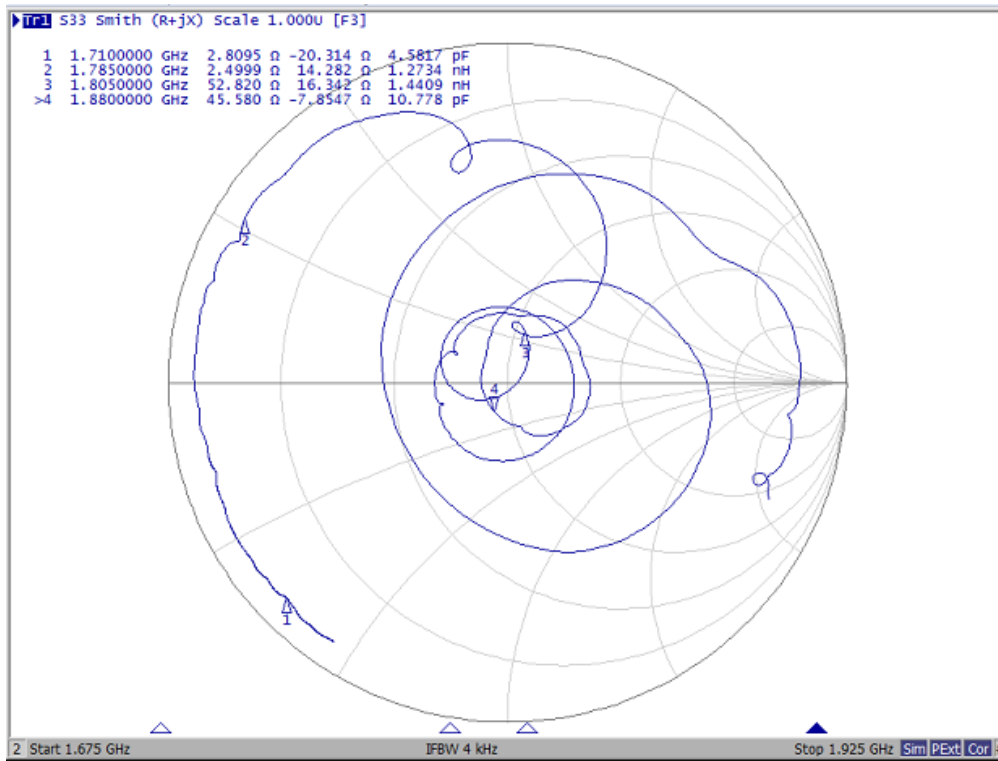 Tr1 S33 Smith (R+jX) Scale 1.000U [F3]
1 1.7100000 GHz 2.8095 Ω -20.314 Ω 4.5817 pF
2 1.7850000 GHz 2.4999 Ω 14.282 Ω 1.2734 nH
3 1.8050000 GHz 52.820 Ω 16.342 Ω 1.4409 nH
>4 1.8800000 GHz 45.580 Ω -7.8547 Ω 10.778 pF
2
3
4
1
2 Start 1.675 GHz IFBW 4 kHz Stop 1.925 GHz Sim PExt Cor